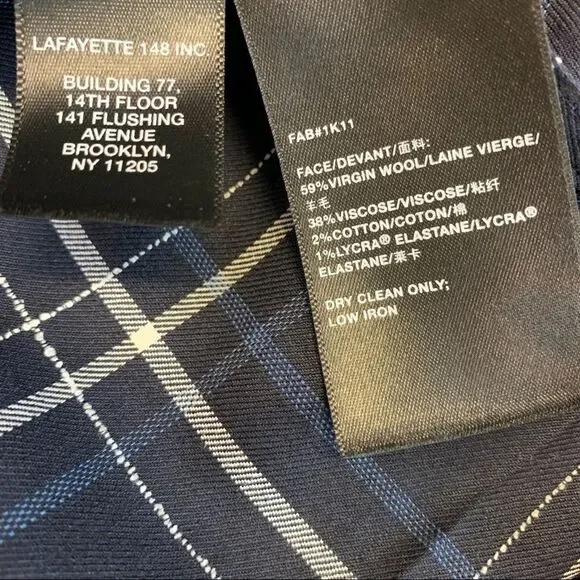 LAFAYETTE 148 INC.
BUILDING 77,
14TH FLOOR
141 FLUSHING
AVENUE
BROOKLYN,
NY 11205
FAB#1K11
FACE/DEVANT/面料:
59%VIRGIN WOOL/LAINE VIERGE/
羊毛
38%VISCOSE/VISCOSE/粘纤
2%COTTON/COTON/棉
1%LYCRA® ELASTANE/LYCRA®
ELASTANE/莱卡
DRY CLEAN ONLY;
LOW IRON